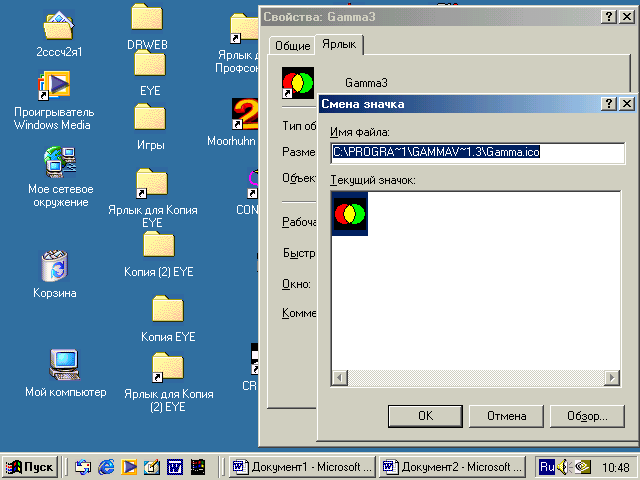 2сссч2я1
Проигрыватель
Windows Media
Мое сетевое
окружение
Корзина
Мой компьютер
DRWEB
EYE
Игры
Ярлык для Копия
EYE
Копия (2) EYE
Копия EYE
Ярлык для Копия
(2) EYE
Ярлык д
Профсою
Moorhuhn
CON
CR
Свойства: Gamma3
Общие
Ярлык
Gamma3
Тип об
Разме
Объек
Рабоча
Быстр
Окно:
Комме
Смена значка
Имя файла:
C:\PROGRA~1\GAMMAV~1.3\Gamma.ico
Текущий значок:
OK
Отмена
Обзор...
Пуск
Документ1 - Microsoft ...
Документ2 - Microsoft ...
Ru
10:48